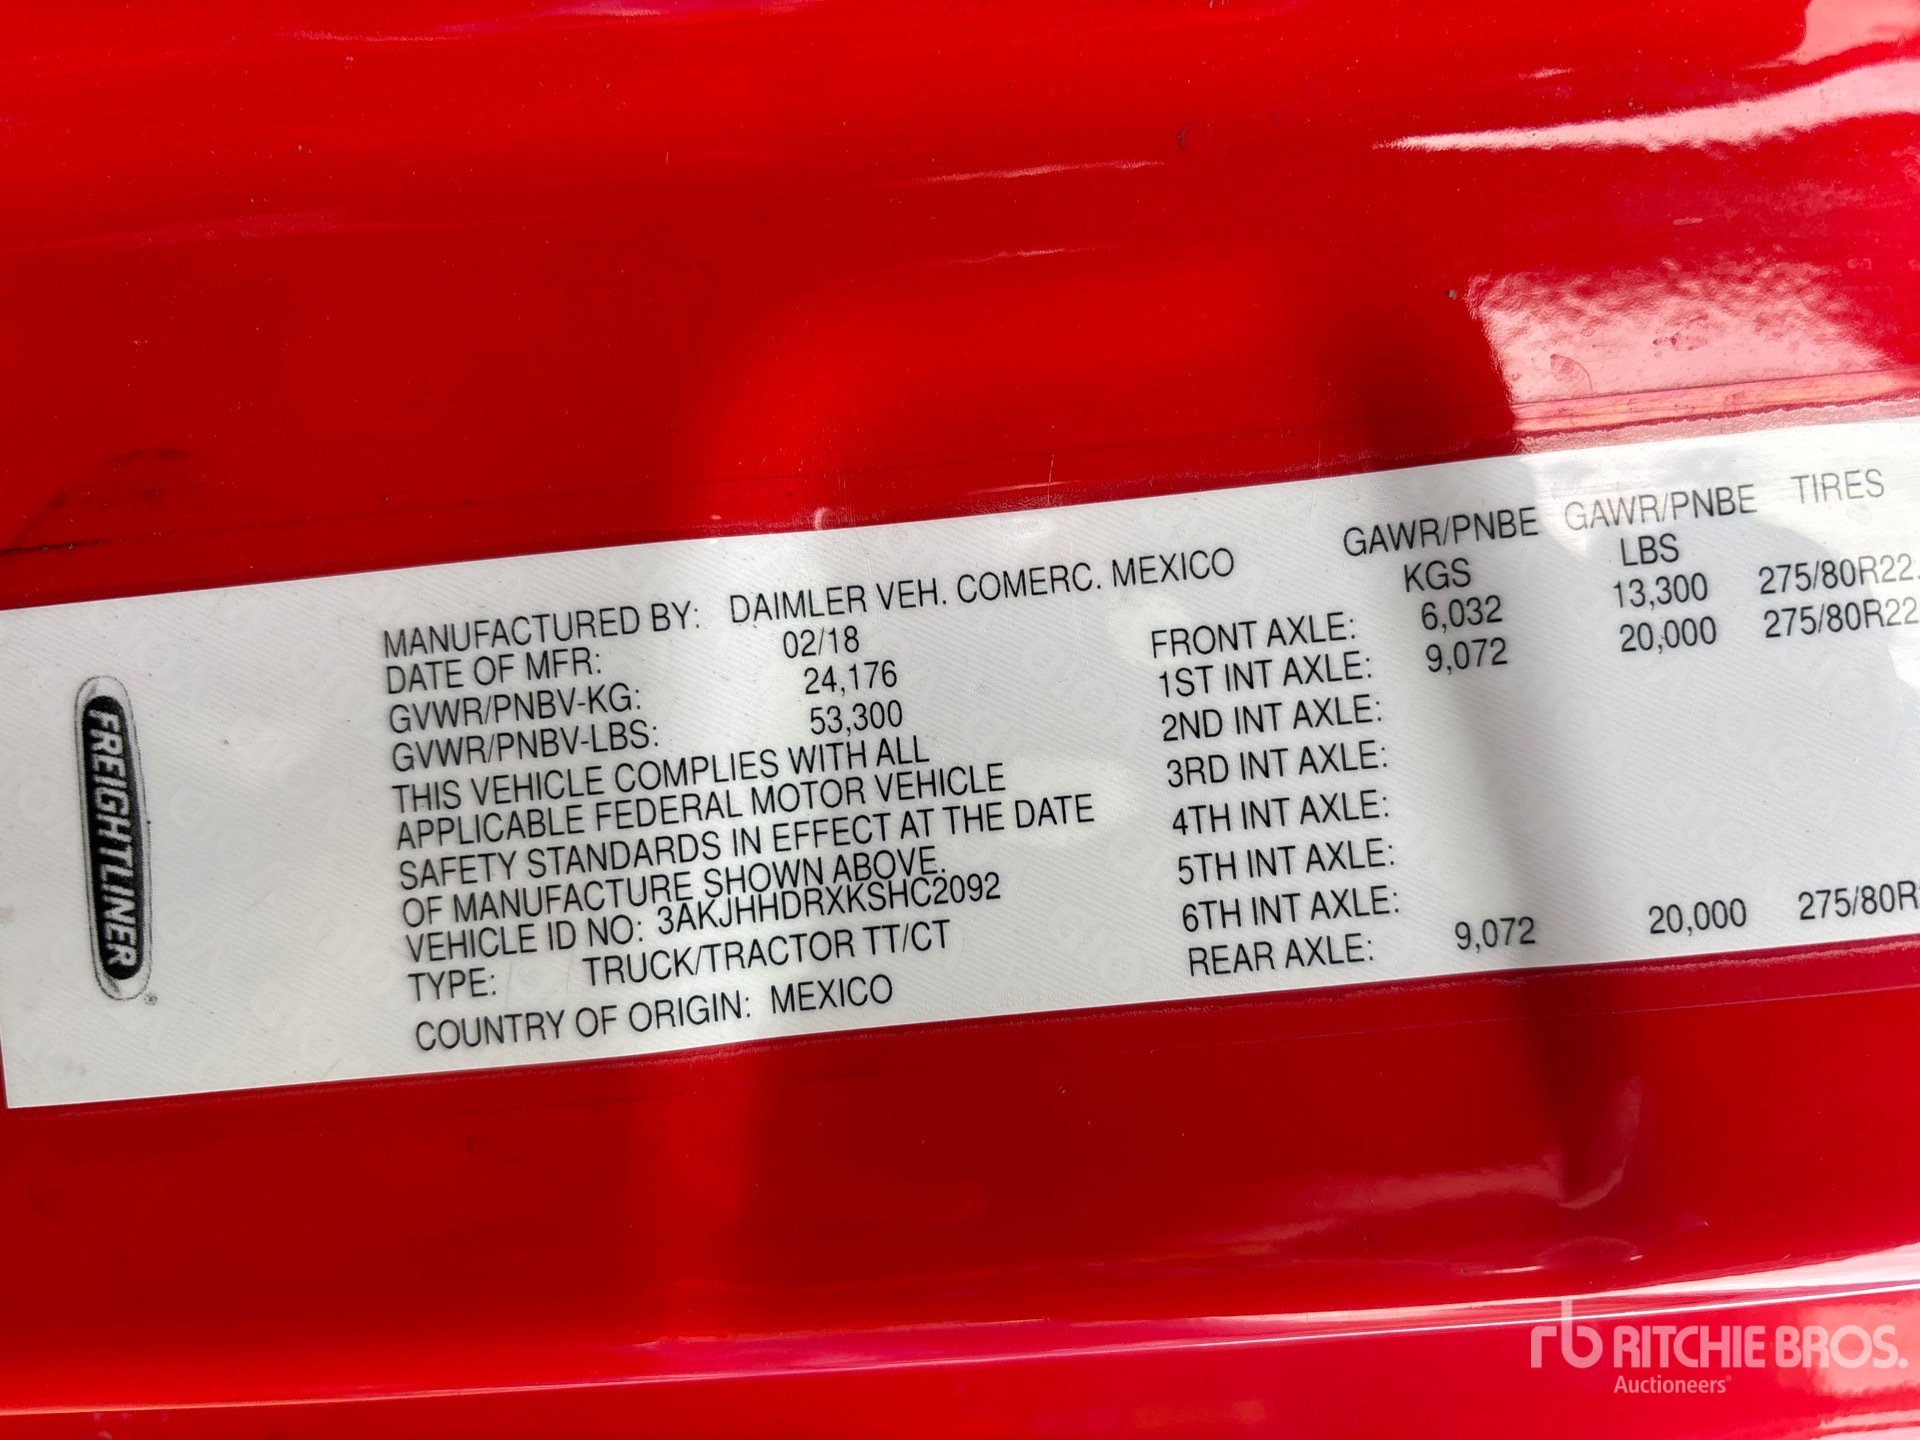 FREIGHTLINER
MANUFACTURED BY: DAIMLER VEH. COMERC. MEXICO
DATE OF MFR: 02/18
GVWR/PNBV-KG: 24,176
GVWR/PNBV-LBS: 53,300
THIS VEHICLE COMPLIES WITH ALL
APPLICABLE FEDERAL MOTOR VEHICLE
SAFETY STANDARDS IN EFFECT AT THE DATE
OF MANUFACTURE SHOWN ABOVE.
VEHICLE ID NO: 3AKJHHDRXKSHC2092
TYPE: TRUCK/TRACTOR TT/CT
COUNTRY OF ORIGIN: MEXICO
GAWR/PNBE GAWR/PNBE TIRES
KGS LBS
FRONT AXLE: 6,032 13,300 275/80R22.
1ST INT AXLE: 9,072 20,000 275/80R22
2ND INT AXLE:
3RD INT AXLE:
4TH INT AXLE:
5TH INT AXLE:
6TH INT AXLE:
REAR AXLE: 9,072 20,000 275/80R
rb RITCHIE BROS.
Auctioneers